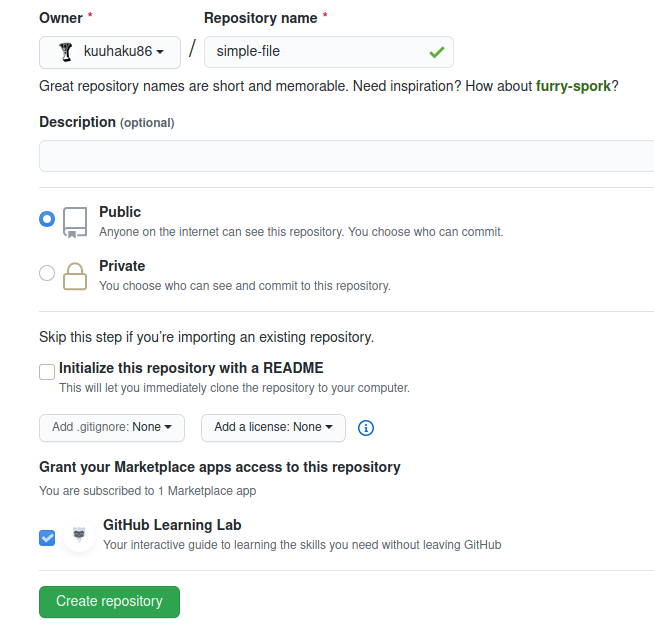 Owner * Repository name *
kuuhaku86 / simple-file
Great repository names are short and memorable. Need inspiration? How about furry-spork?
Description (optional)
Public
Anyone on the internet can see this repository. You choose who can commit.
Private
You choose who can see and commit to this repository.
Skip this step if you're importing an existing repository.
Initialize this repository with a README
This will let you immediately clone the repository to your computer.
Add .gitignore: None Add a license: None
Grant your Marketplace apps access to this repository
You are subscribed to 1 Marketplace app
GitHub Learning Lab
Your interactive guide to learning the skills you need without leaving GitHub
Create repository